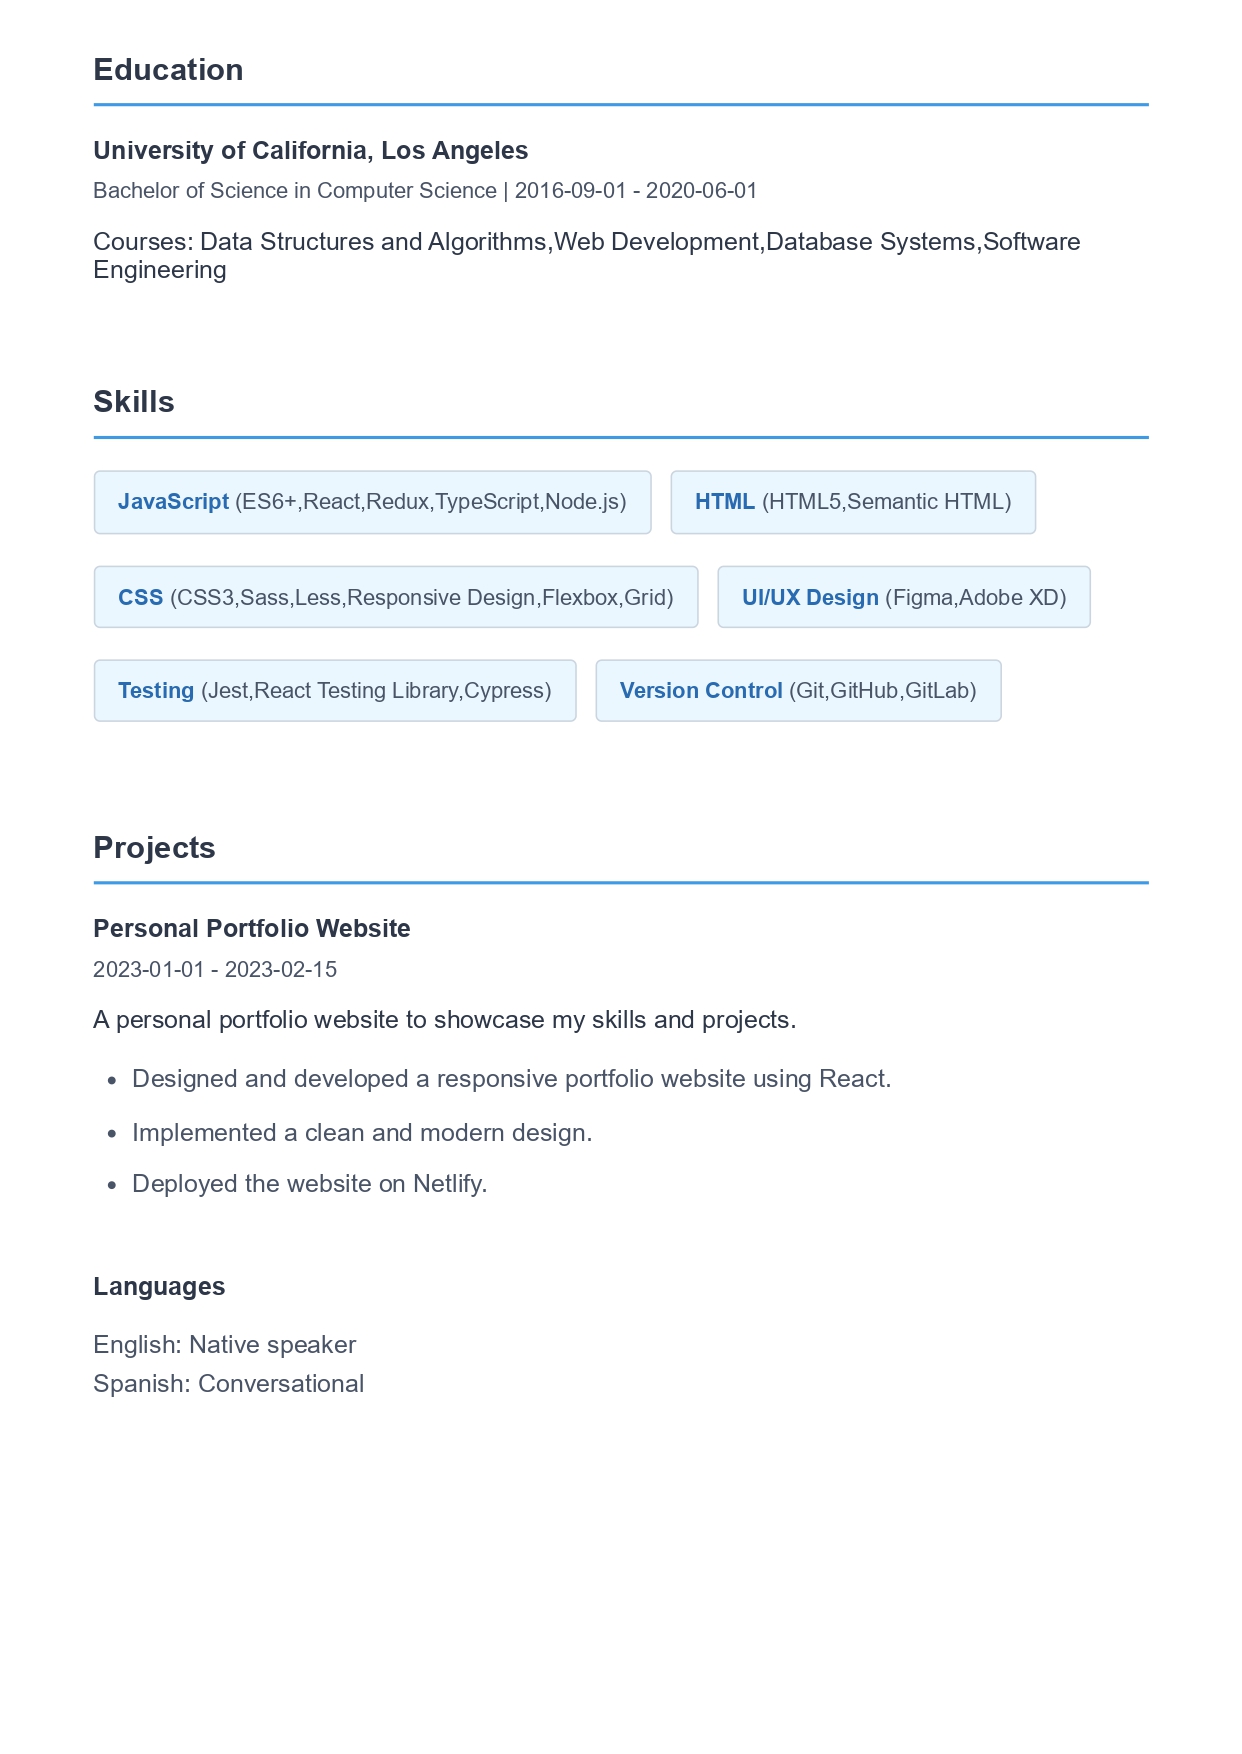 Education
University of California, Los Angeles
Bachelor of Science in Computer Science | 2016-09-01 - 2020-06-01
Courses: Data Structures and Algorithms,Web Development,Database Systems,Software
Engineering
Skills
JavaScript (ES6+,React,Redux,TypeScript,Node.js) HTML (HTML5,Semantic HTML)
CSS (CSS3,Sass,Less,Responsive Design,Flexbox,Grid) UI/UX Design (Figma,Adobe XD)
Testing (Jest,React Testing Library,Cypress) Version Control (Git,GitHub,GitLab)
Projects
Personal Portfolio Website
2023-01-01 - 2023-02-15
A personal portfolio website to showcase my skills and projects.
• Designed and developed a responsive portfolio website using React.
• Implemented a clean and modern design.
• Deployed the website on Netlify.
Languages
English: Native speaker
Spanish: Conversational